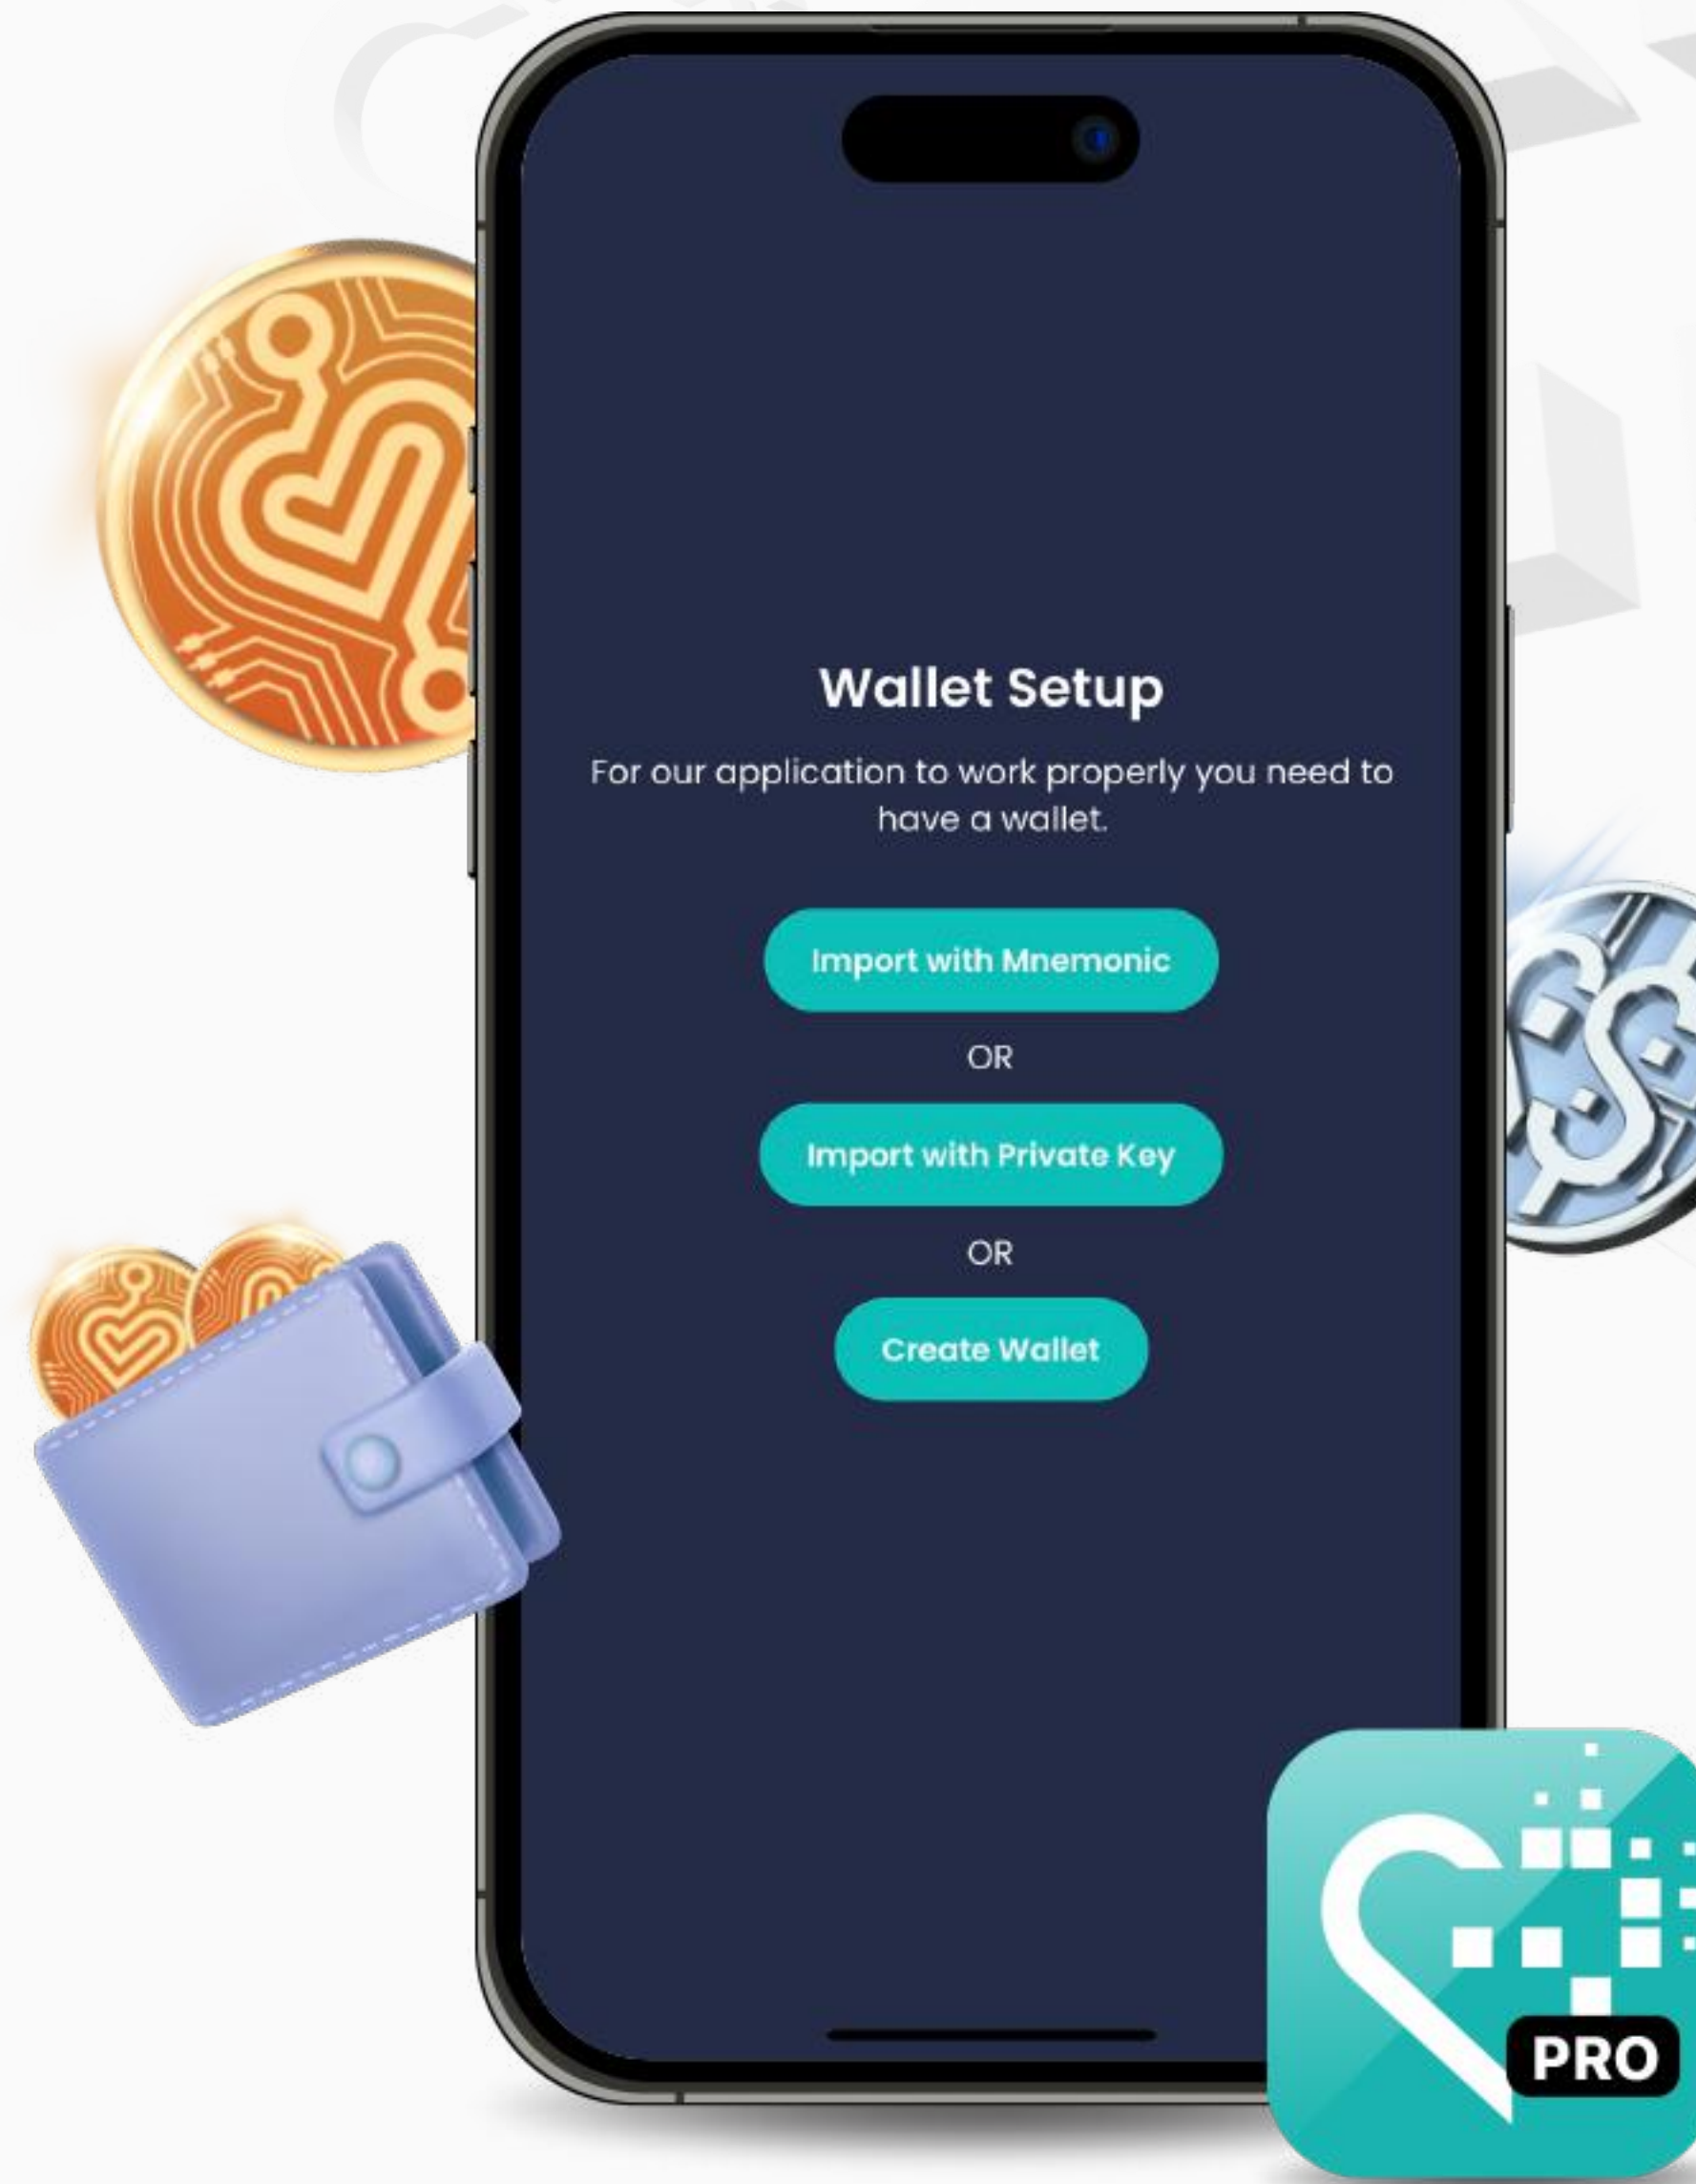 Wallet Setup
For our application to work properly you need to
have a wallet.
Import with Mnemonic
OR
Import with Private Key
OR
Create Wallet
PRO